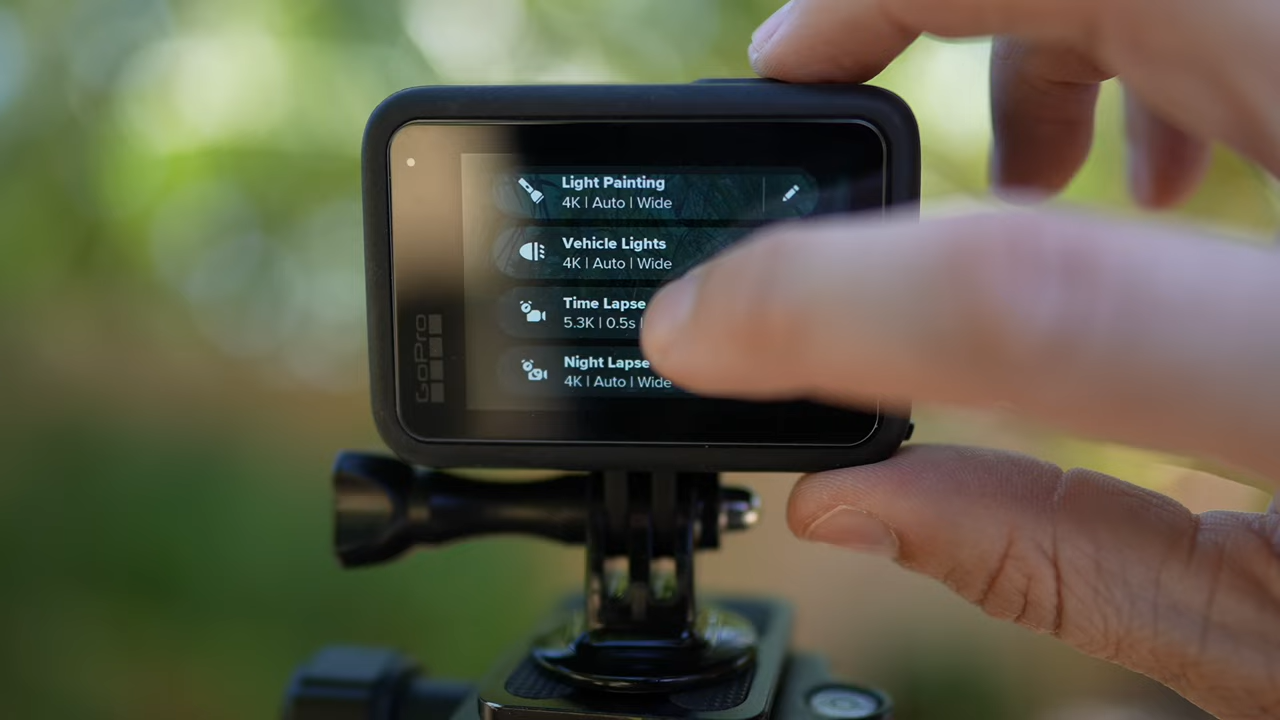 Light Painting
4K | Auto | Wide
Vehicle Lights
4K | Auto | Wide
Time Lapse
5.3K | 0.5s |
Night Lapse
4K | Auto | Wide
GoPro